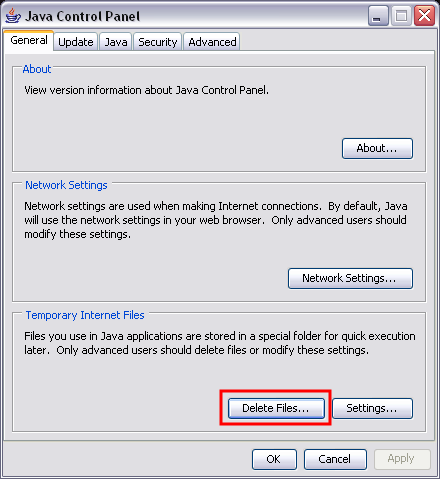 Java Control Panel
General Update Java Security Advanced
About
View version information about Java Control Panel.
About...
Network Settings
Network settings are used when making Internet connections. By default, Java
will use the network settings in your web browser. Only advanced users should
modify these settings.
Network Settings...
Temporary Internet Files
Files you use in Java applications are stored in a special folder for quick execution
later. Only advanced users should delete files or modify these settings.
Delete Files... Settings...
OK Cancel Apply